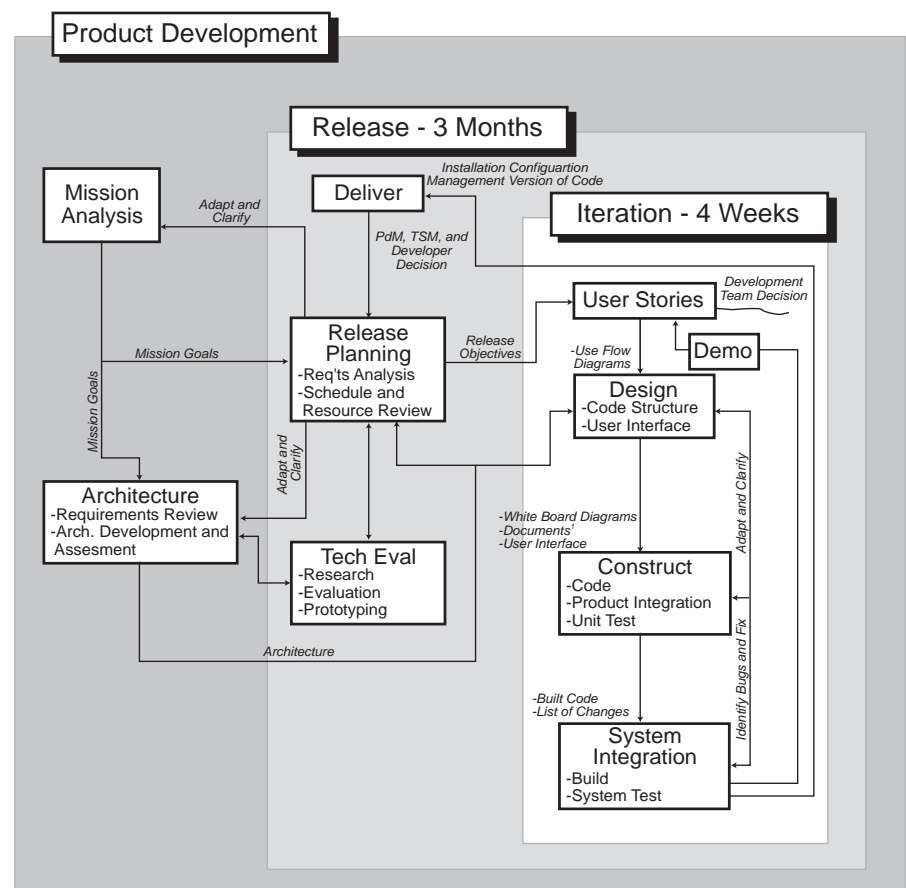 Product Development
Release - 3 Months
Installation Configuartion
Management Version of Code
Mission
Analysis
Adapt and
Clarify
Deliver
Iteration - 4 Weeks
PdM, TSM, and
Developer
Decision
User Stories
Development
Team Decision
Release
Planning
-Req'ts Analysis
-Schedule and
Resource Review
Mission Goals
Release
Objectives
Demo
-Use Flow
Diagrams
Design
-Code Structure
-User Interface
Mission Goals
Adapt and
Clarify
Adapt and Clarify
Architecture
-Requirements Review
-Arch. Development and
Assesment
-White Board Diagrams
-Documents¹
-User Interface
Tech Eval
-Research
-Evaluation
-Prototyping
Construct
-Code
-Product Integration
-Unit Test
Architecture
Identify Bugs and Fix
-Built Code
-List of Changes
System
Integration
-Build
-System Test